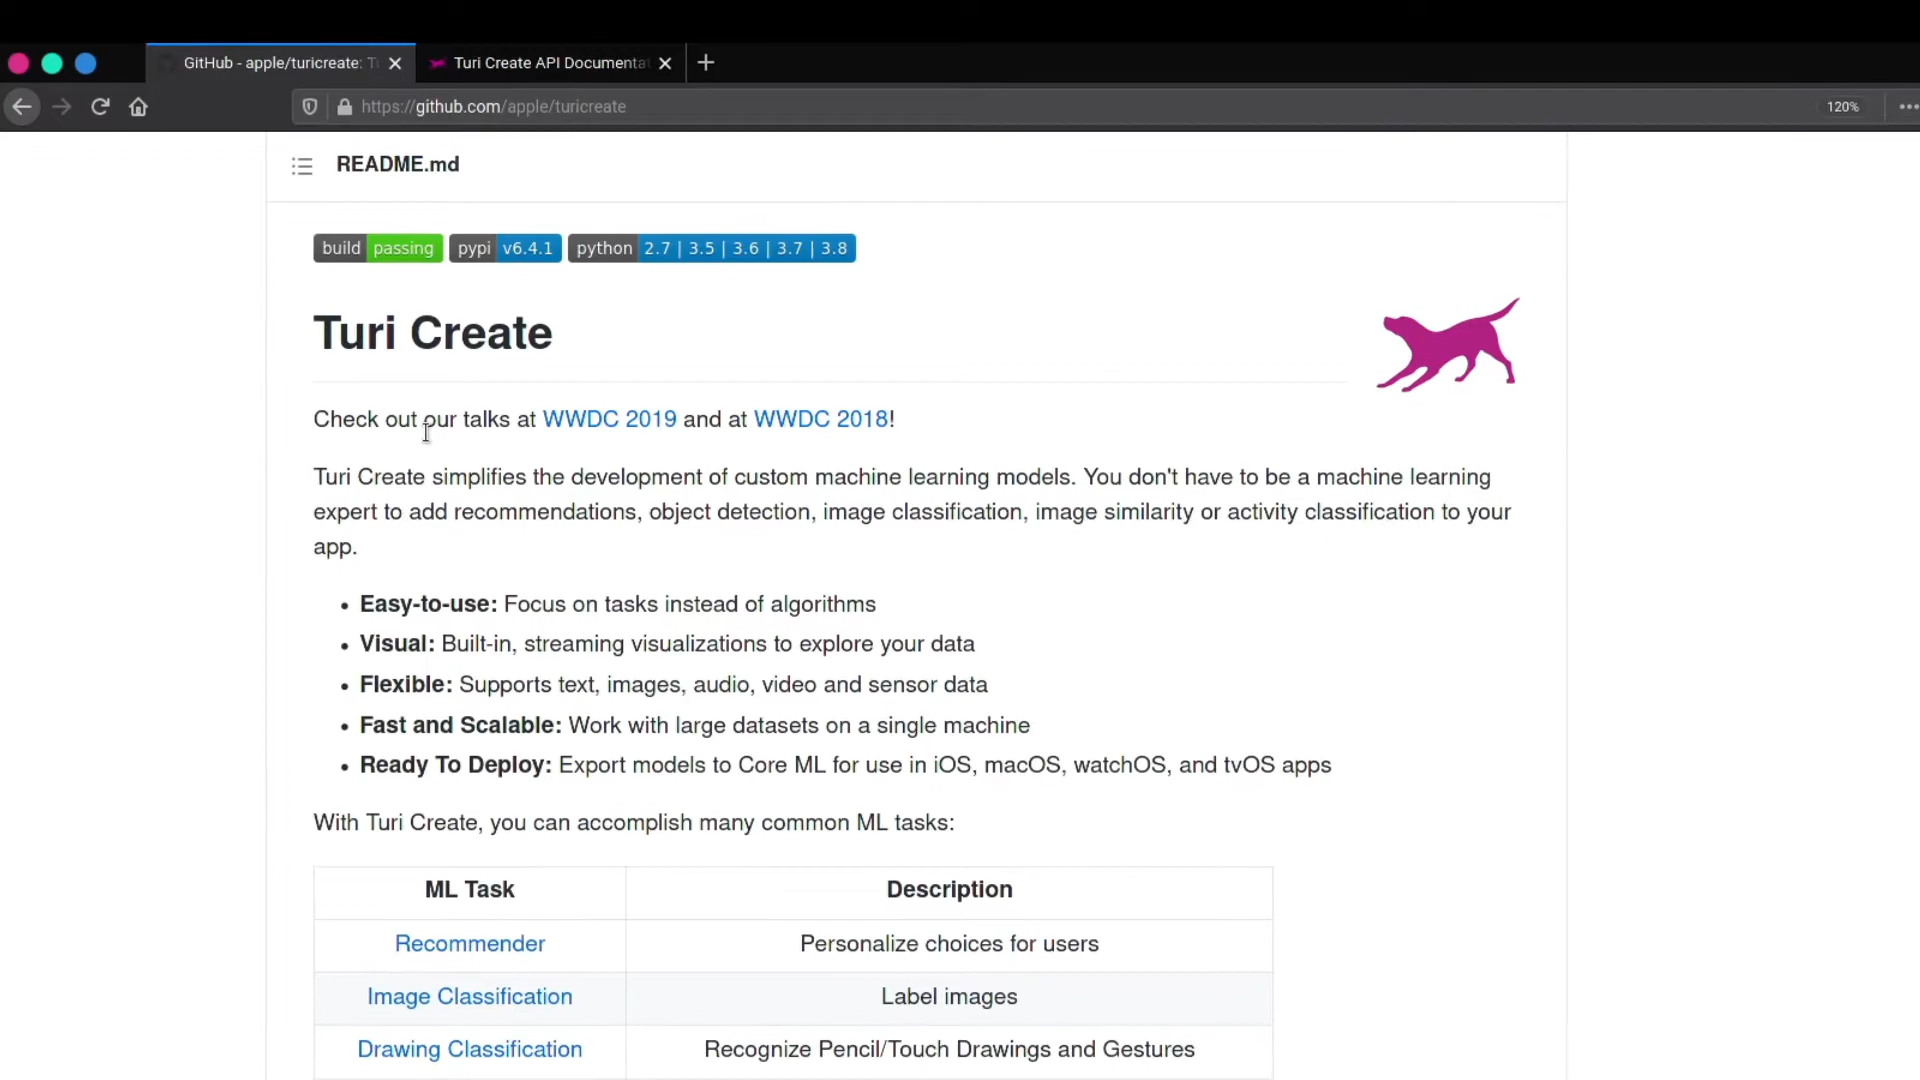 GitHub - apple/turicreate: T
Turi Create API Documenta
https://github.com/apple/turicreate
120%
README.md
build passing pypi v6.4.1 python 2.7 | 3.5 | 3.6 | 3.7 | 3.8
Turi Create
Check out our talks at WWDC 2019 and at WWDC 2018!
Turi Create simplifies the development of custom machine learning models. You don't have to be a machine learning
expert to add recommendations, object detection, image classification, image similarity or activity classification to your
app.
• Easy-to-use: Focus on tasks instead of algorithms
• Visual: Built-in, streaming visualizations to explore your data
• Flexible: Supports text, images, audio, video and sensor data
• Fast and Scalable: Work with large datasets on a single machine
• Ready To Deploy: Export models to Core ML for use in iOS, macOS, watchOS, and tvOS apps
With Turi Create, you can accomplish many common ML tasks:
ML Task Description
Recommender Personalize choices for users
Image Classification Label images
Drawing Classification Recognize Pencil/Touch Drawings and Gestures